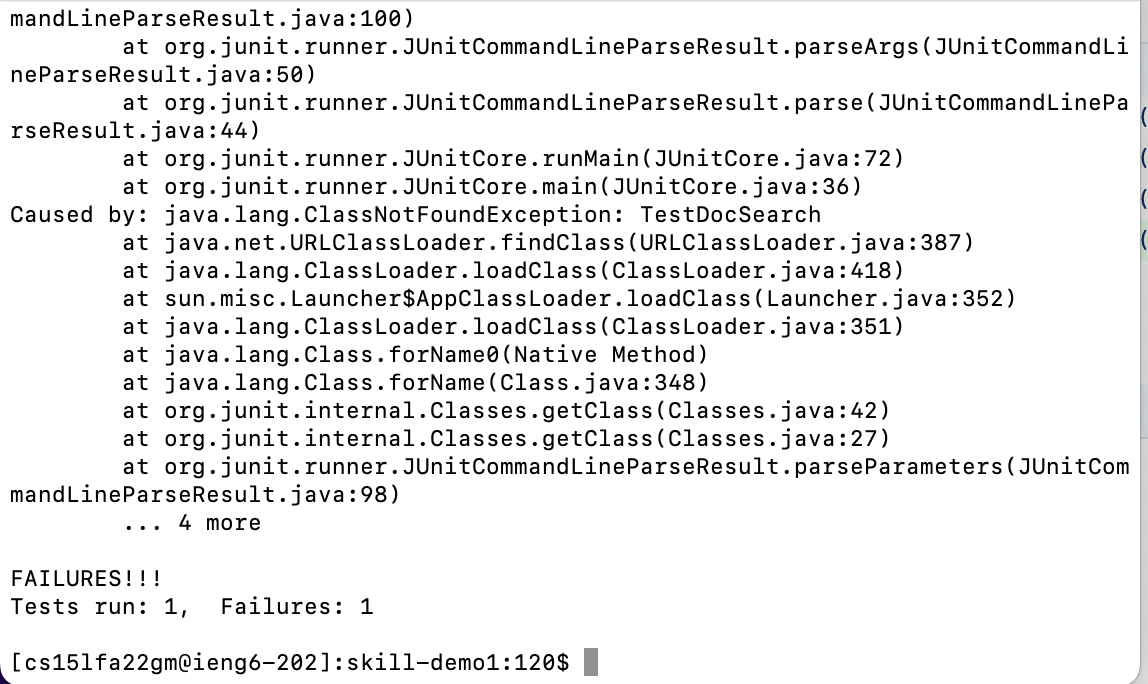 mandLineParseResult.java:100)
        at org.junit.runner.JUnitCommandLineParseResult.parseArgs(JUnitCommandLi
neParseResult.java:50)
        at org.junit.runner.JUnitCommandLineParseResult.parse(JUnitCommandLinePa
rseResult.java:44)
        at org.junit.runner.JUnitCore.runMain(JUnitCore.java:72)
        at org.junit.runner.JUnitCore.main(JUnitCore.java:36)
Caused by: java.lang.ClassNotFoundException: TestDocSearch
        at java.net.URLClassLoader.findClass(URLClassLoader.java:387)
        at java.lang.ClassLoader.loadClass(ClassLoader.java:418)
        at sun.misc.Launcher$AppClassLoader.loadClass(Launcher.java:352)
        at java.lang.ClassLoader.loadClass(ClassLoader.java:351)
        at java.lang.Class.forName0(Native Method)
        at java.lang.Class.forName(Class.java:348)
        at org.junit.internal.Classes.getClass(Classes.java:42)
        at org.junit.internal.Classes.getClass(Classes.java:27)
        at org.junit.runner.JUnitCommandLineParseResult.parseParameters(JUnitCom
mandLineParseResult.java:98)
        ... 4 more

FAILURES!!!
Tests run: 1,  Failures: 1

[cs15lfa22gm@ieng6-202]:skill-demo1:120$